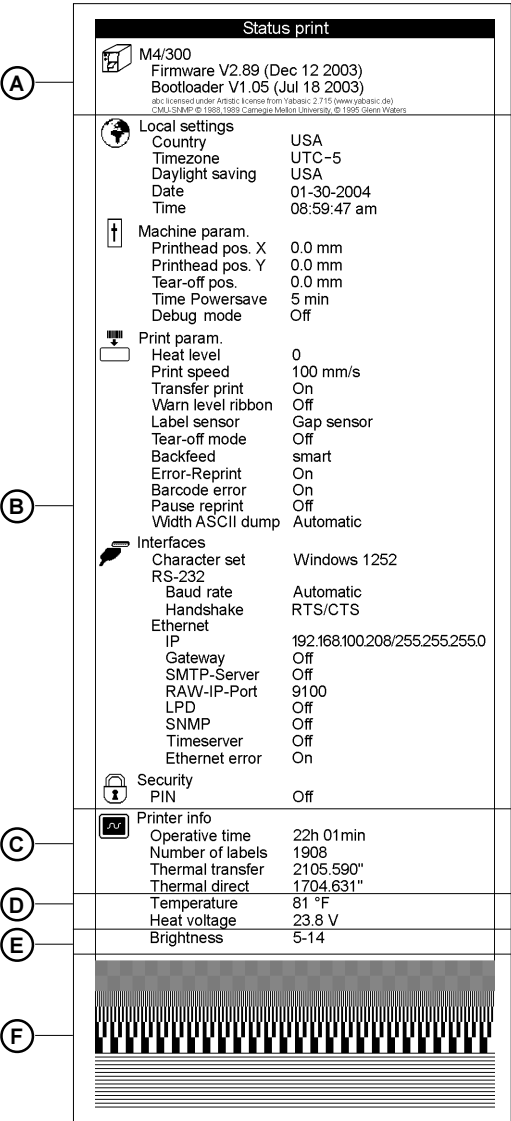 Status print
A
M4/300
Firmware V2.89 (Dec 12 2003)
Bootloader V1.05 (Jul 18 2003)
abc licensed under Artistic license from Yabasic 2.715 (www.yabasic.de)
CMU-SNMP © 1988,1989 Carnegie Mellon University, © 1995 Glenn Waters
B
Local settings
Country USA
Timezone UTC-5
Daylight saving USA
Date 01-30-2004
Time 08:59:47 am
Machine param.
Printhead pos. X 0.0 mm
Printhead pos. Y 0.0 mm
Tear-off pos. 0.0 mm
Time Powersave 5 min
Debug mode Off
Print param.
Heat level 0
Print speed 100 mm/s
Transfer print On
Warn level ribbon Off
Label sensor Gap sensor
Tear-off mode Off
Backfeed smart
Error-Reprint On
Barcode error On
Pause reprint Off
Width ASCII dump Automatic
Interfaces
Character set Windows 1252
RS-232
Baud rate Automatic
Handshake RTS/CTS
Ethernet
IP 192.168.100.208/255.255.255.0
Gateway Off
SMTP-Server Off
RAW-IP-Port 9100
LPD Off
SNMP Off
Timeserver Off
Ethernet error On
Security
PIN Off
C
Printer info
Operative time 22h 01min
Number of labels 1908
Thermal transfer 2105.590"
Thermal direct 1704.631"
D
Temperature 81 °F
Heat voltage 23.8 V
E
Brightness 5-14
F